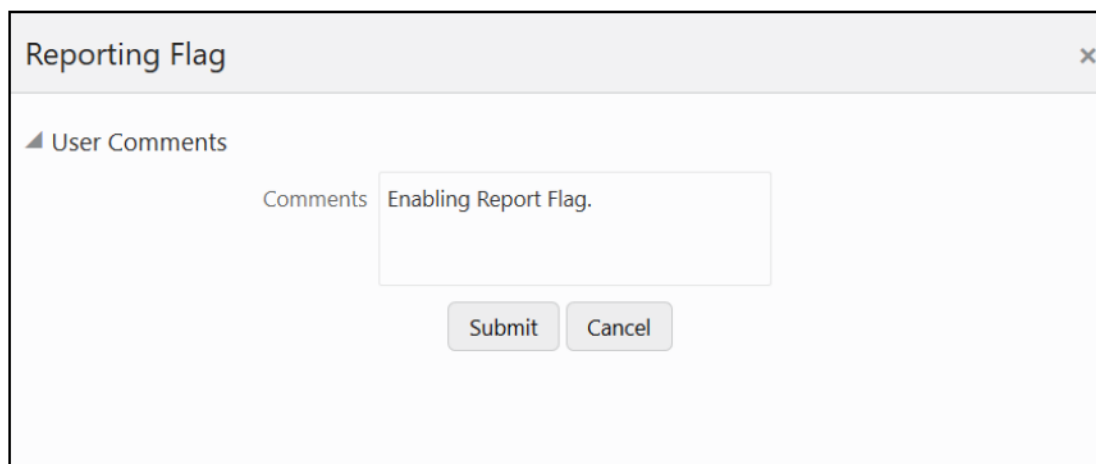 Reporting Flag
User Comments
Comments Enabling Report Flag.
Submit Cancel